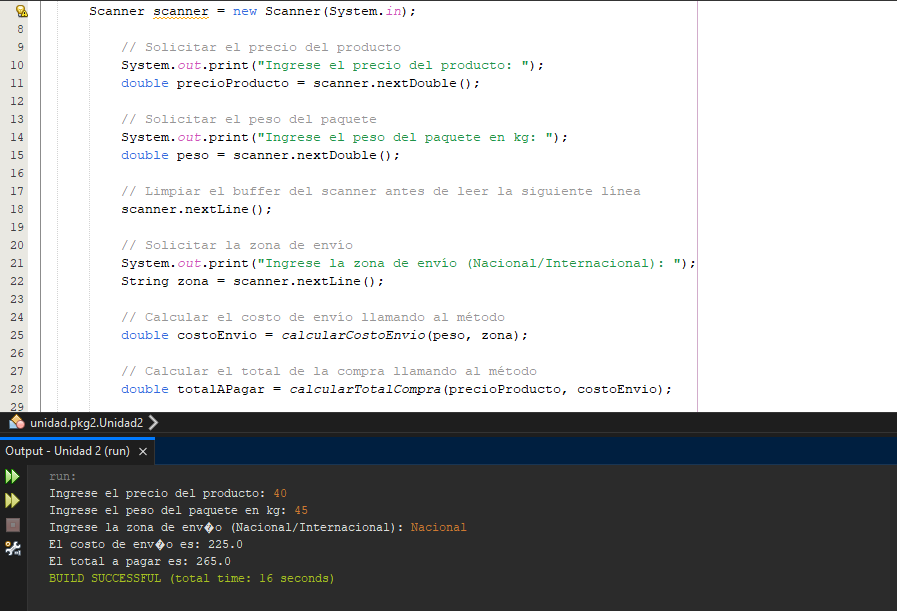 Scanner scanner = new Scanner(System.in);
8
9 // Solicitar el precio del producto
10 System.out.print("Ingrese el precio del producto: ");
11 double precioProducto = scanner.nextDouble();
12
13 // Solicitar el peso del paquete
14 System.out.print("Ingrese el peso del paquete en kg: ");
15 double peso = scanner.nextDouble();
16
17 // Limpiar el buffer del scanner antes de leer la siguiente línea
18 scanner.nextLine();
19
20 // Solicitar la zona de envío
21 System.out.print("Ingrese la zona de envío (Nacional/Internacional): ");
22 String zona = scanner.nextLine();
23
24 // Calcular el costo de envío llamando al método
25 double costoEnvio = calcularCostoEnvio(peso, zona);
26
27 // Calcular el total de la compra llamando al método
28 double totalAPagar = calcularTotalCompra(precioProducto, costoEnvio);
29
unidad.pkg2.Unidad2
Output - Unidad 2 (run) ×
run:
Ingrese el precio del producto: 40
Ingrese el peso del paquete en kg: 45
Ingrese la zona de env�o (Nacional/Internacional): Nacional
El costo de env�o es: 225.0
El total a pagar es: 265.0
BUILD SUCCESSFUL (total time: 16 seconds)